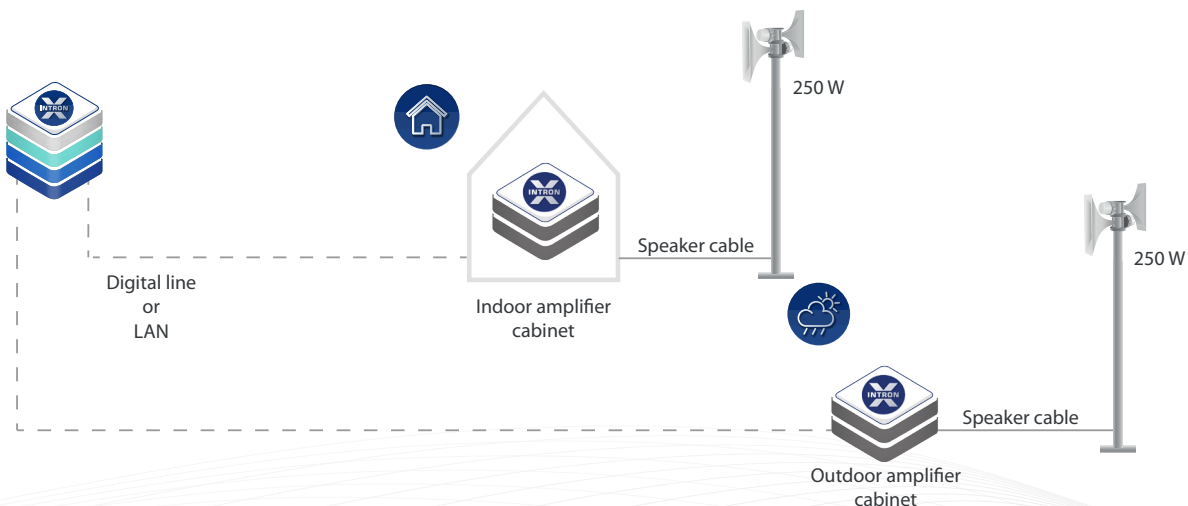 250 W
INTRON
X
INTRON
X
Speaker cable
250 W
Digital line
or
LAN
Indoor amplifier
cabinet
INTRON
X
Speaker cable
Outdoor amplifier
cabinet